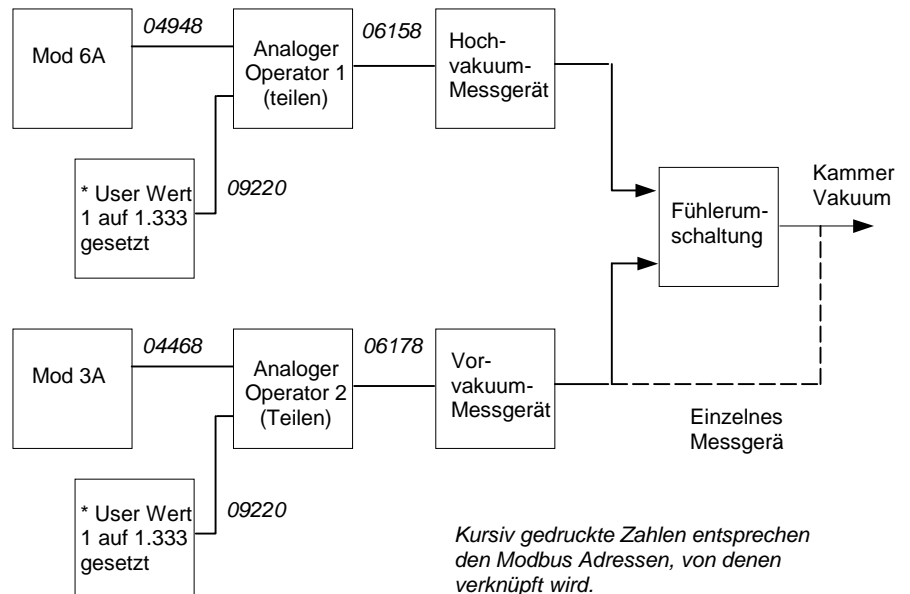 Mod 6A
04948
Analoger
Operator 1
(teilen)
06158
Hoch-
vakuum-
Messgerät
* User Wert
1 auf 1.333
gesetzt
09220
Fühlerum-
schaltung
Kammer
Vakuum
Mod 3A
04468
Analoger
Operator 2
(Teilen)
06178
Vor-
vakuum-
Messgerät
Einzelnes
Messgerä
* User Wert
1 auf 1.333
gesetzt
09220
Kursiv gedruckte Zahlen entsprechen
den Modbus Adressen, von denen
verknüpft wird.